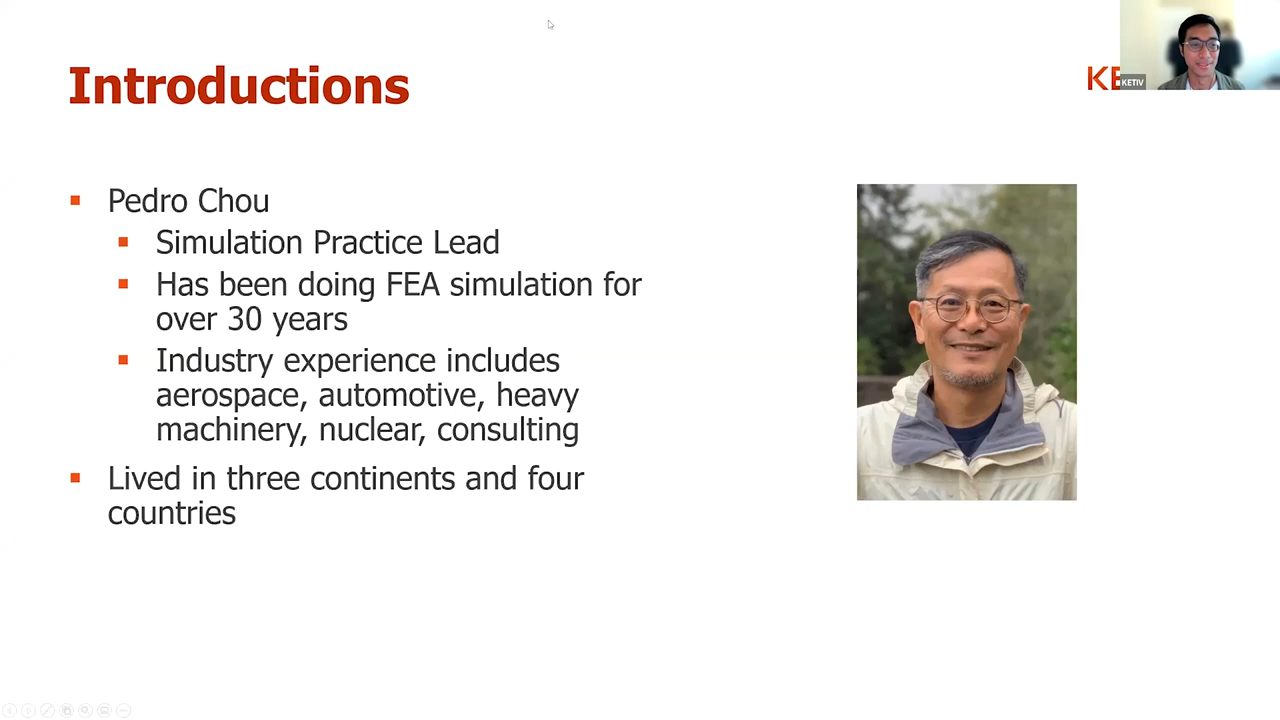 Introductions
KE
KETIV
Pedro Chou
Simulation Practice Lead
Has been doing FEA simulation for
over 30 years
Industry experience includes
aerospace, automotive, heavy
machinery, nuclear, consulting
Lived in three continents and four
countries